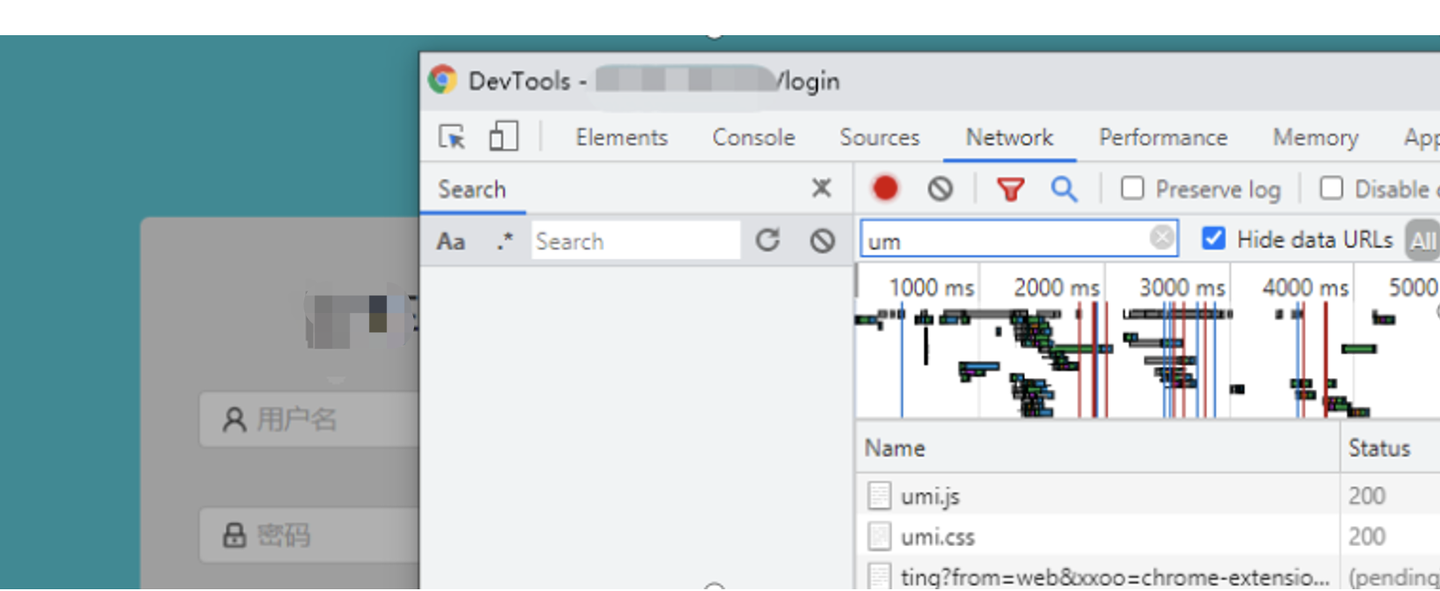 DevTools - /login
Elements Console Sources Network Performance Memory
Search
Preserve log Disable
Aa .* Search
um
Hide data URLs All
1000 ms 2000 ms 3000 ms 4000 ms 5000
Name Status
umi.js 200
umi.css 200
ting?from=web&xxoo=chrome-extensio... (pending
用户名
密码